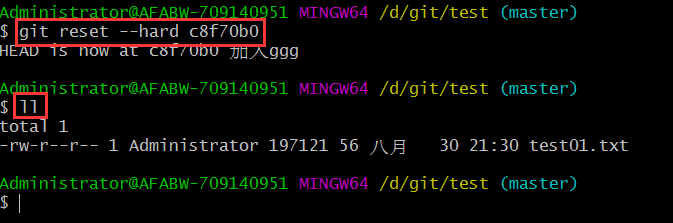 Administrator@AFABW-709140951 MINGW64 /d/git/test (master)
$ git reset --hard c8f70b0
HEAD is now at c8f70b0 加入ggg
Administrator@AFABW-709140951 MINGW64 /d/git/test (master)
$ ll
total 1
-rw-r--r-- 1 Administrator 197121 56 八月 30 21:30 test01.txt
Administrator@AFABW-709140951 MINGW64 /d/git/test (master)
$